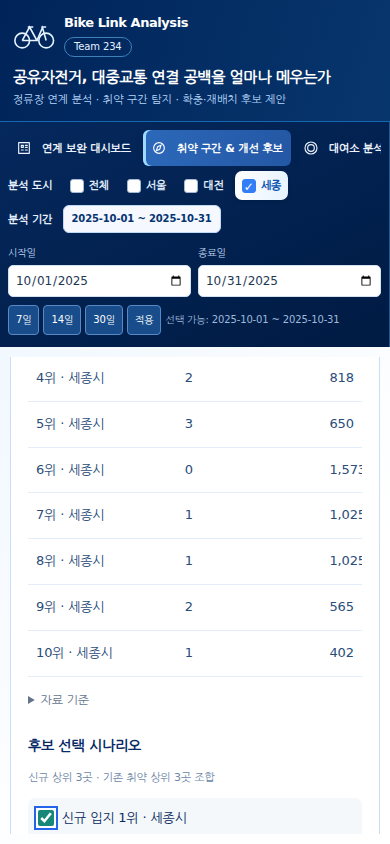 Bike Link Analysis
Team 234
공유자전거, 대중교통 연결 공백을 얼마나 메우는가
정류장 연계 분석 · 취약 구간 탐지 · 확충·재배치 후보 제안
연계 보완 대시보드 취약 구간 & 개선 후보 대여소 분석
분석 도시 전체 서울 대전 세종
분석 기간 2025-10-01 ~ 2025-10-31
시작일 종료일
10/01/2025 10/31/2025
7일 14일 30일 적용 선택 가능: 2025-10-01 ~ 2025-10-31
4위 · 세종시 2 818
5위 · 세종시 3 650
6위 · 세종시 0 1,573
7위 · 세종시 1 1,025
8위 · 세종시 1 1,025
9위 · 세종시 2 565
10위 · 세종시 1 402
▶ 자료 기준
후보 선택 시나리오
신규 상위 3곳 · 기존 취약 상위 3곳 조합
신규 입지 1위 · 세종시